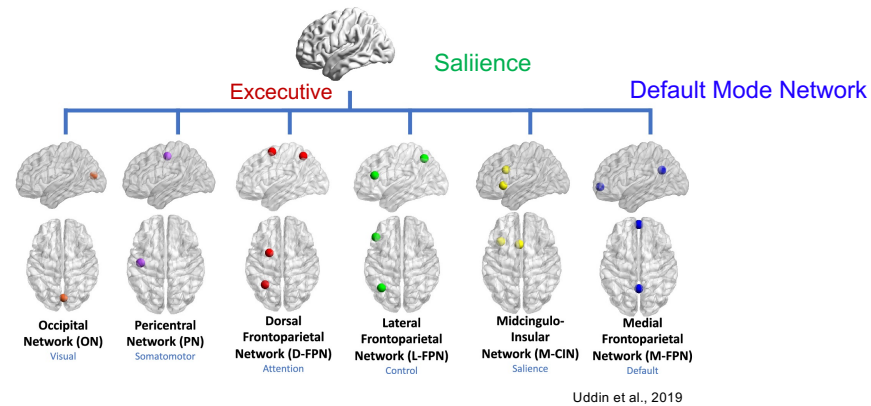 Saliience
Excecutive
Default Mode Network
Occipital
Network (ON)
Visual
Pericentral
Network (PN)
Somatomotor
Dorsal
Frontoparietal
Network (D-FPN)
Attention
Lateral
Frontoparietal
Network (L-FPN)
Control
Midcingulo-
Insular
Network (M-CIN)
Salience
Medial
Frontoparietal
Network (M-FPN)
Default
Uddin et al., 2019